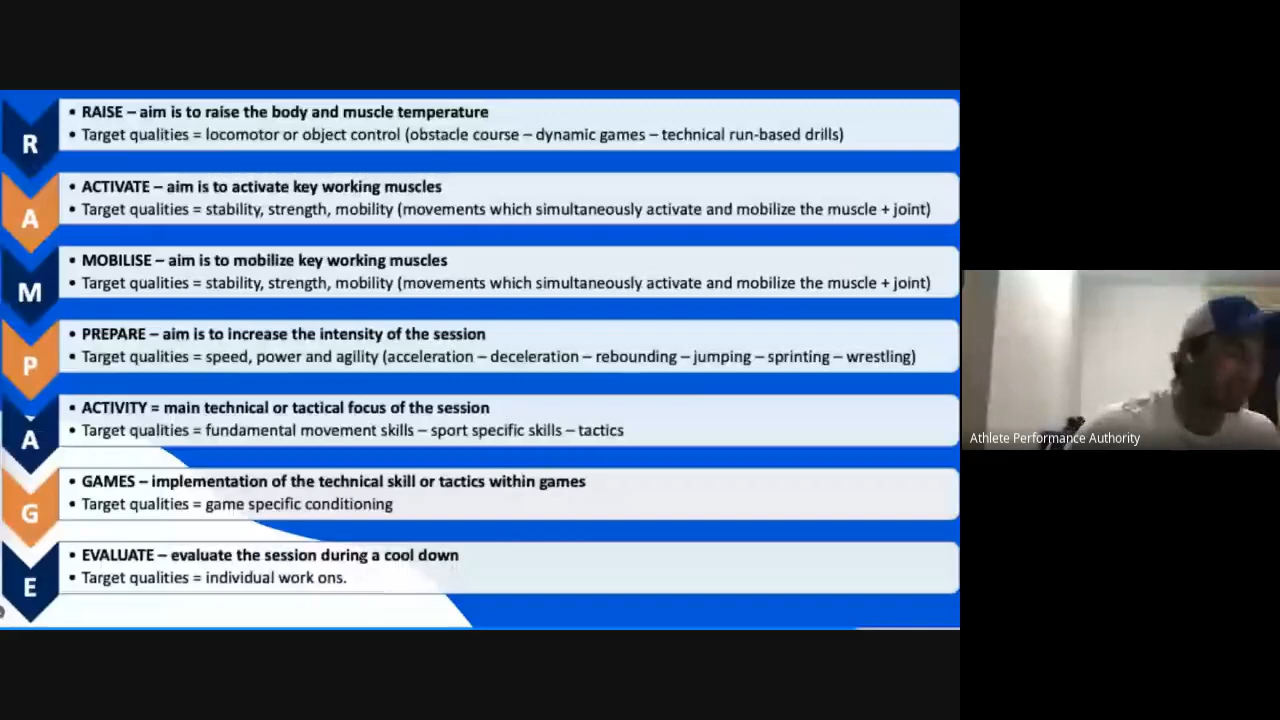 R
• RAISE – aim is to raise the body and muscle temperature
• Target qualities = locomotor or object control (obstacle course – dynamic games – technical run-based drills)
A
• ACTIVATE – aim is to activate key working muscles
• Target qualities = stability, strength, mobility (movements which simultaneously activate and mobilize the muscle + joint)
M
• MOBILISE – aim is to mobilize key working muscles
• Target qualities = stability, strength, mobility (movements which simultaneously activate and mobilize the muscle + joint)
P
• PREPARE – aim is to increase the intensity of the session
• Target qualities = speed, power and agility (acceleration – deceleration – rebounding – jumping – sprinting – wrestling)
A
• ACTIVITY = main technical or tactical focus of the session
• Target qualities = fundamental movement skills – sport specific skills – tactics
G
• GAMES – implementation of the technical skill or tactics within games
• Target qualities = game specific conditioning
E
• EVALUATE – evaluate the session during a cool down
• Target qualities = individual work ons.
Athlete Performance Authority